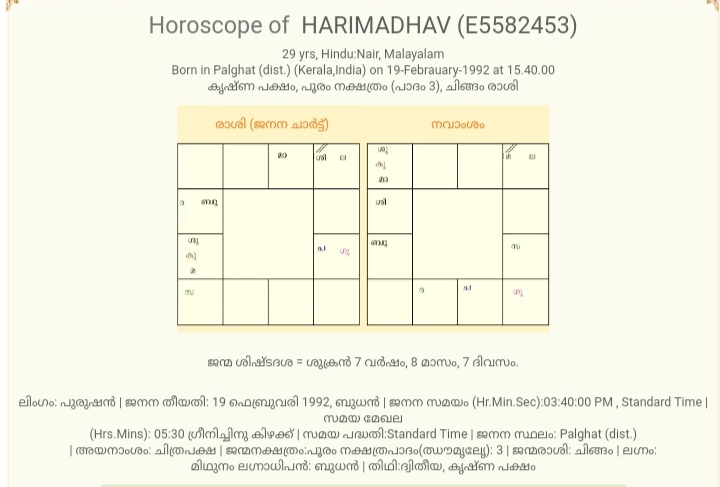 Horoscope of HARIMADHAV (E5582453)
29 yrs, Hindu:Nair, Malayalam
Born in Palghat (dist.) (Kerala,India) on 19-Febrauary-1992 at 15.40.00
കൃഷ്ണ പക്ഷം, പൂരം നക്ഷത്രം (പാദം 3), ചിങ്ങം രാശി
രാശി (ജനന ചാർട്ട്) നവാംശം
മാ ശി ല
ശു
കു
മാ
മ ല
ര ബു
ശി
ശു
കു
മ
ച ഗു
ബു
സ
സ
ര ച ഗു
ജന്മ ശിഷ്ടദശ = ശുക്രൻ 7 വർഷം, 8 മാസം, 7 ദിവസം.
ലിംഗം: പുരുഷൻ | ജനന തീയതി: 19 ഫെബ്രുവരി 1992, ബുധൻ | ജനന സമയം (Hr.Min.Sec):03:40:00 PM , Standard Time |
സമയ മേഖല
(Hrs.Mins): 05:30 ഗ്രീനിച്ചിനു കിഴക്ക് | സമയ പദ്ധതി:Standard Time | ജനന സ്ഥലം: Palghat (dist.)
| അയനാംശം: ചിത്രപക്ഷ | ജന്മനക്ഷത്രം:പൂരം നക്ഷത്രപാദം(ഝൗമൂല്യേ): 3 | ജന്മരാശി: ചിങ്ങം | ലഗ്നം:
മിഥുനം ലഗ്നാധിപൻ: ബുധൻ | തിഥി:ദ്വിതീയ, കൃഷ്ണ പക്ഷം